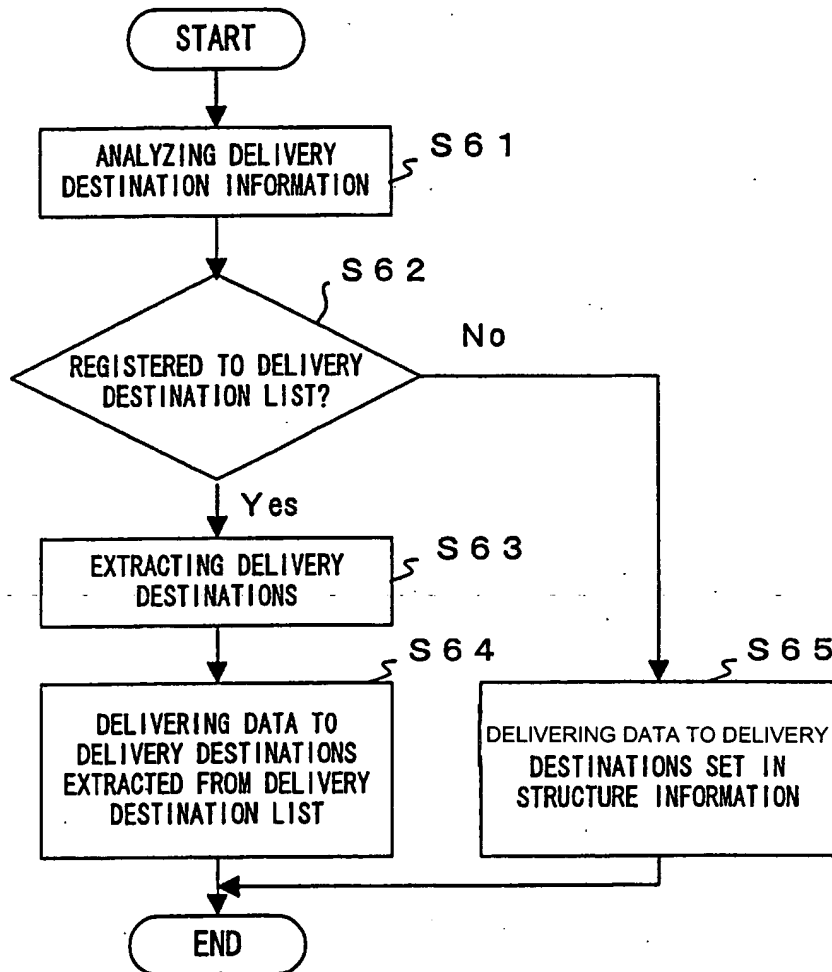 START
ANALYZING DELIVERY
DESTINATION INFORMATION
S61
S62
REGISTERED TO DELIVERY
DESTINATION LIST?
No
Yes
EXTRACTING DELIVERY
DESTINATIONS
S63
S64
DELIVERING DATA TO
DELIVERY DESTINATIONS
EXTRACTED FROM DELIVERY
DESTINATION LIST
S65
DELIVERING DATA TO DELIVERY
DESTINATIONS SET IN
STRUCTURE INFORMATION
END